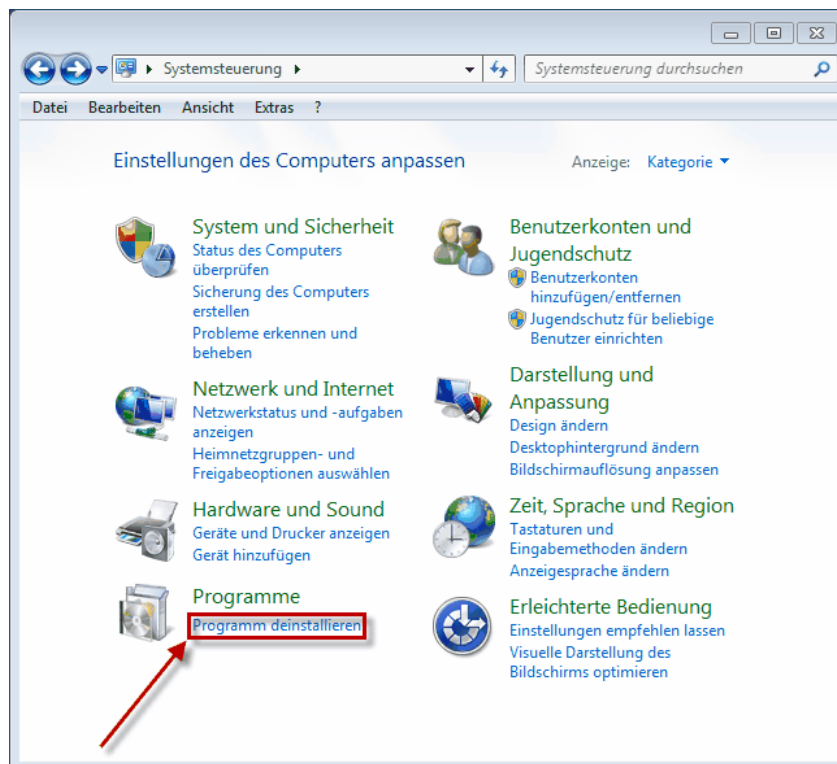 Systemsteuerung
Systemsteuerung durchsuchen
Datei Bearbeiten Ansicht Extras ?
Einstellungen des Computers anpassen
Anzeige: Kategorie
System und Sicherheit
Status des Computers
überprüfen
Sicherung des Computers
erstellen
Probleme erkennen und
beheben
Netzwerk und Internet
Netzwerkstatus und -aufgaben
anzeigen
Heimnetzgruppen- und
Freigabeoptionen auswählen
Hardware und Sound
Geräte und Drucker anzeigen
Gerät hinzufügen
Programme
Programm deinstallieren
Benutzerkonten und
Jugendschutz
Benutzerkonten
hinzufügen/entfernen
Jugendschutz für beliebige
Benutzer einrichten
Darstellung und
Anpassung
Design ändern
Desktophintergrund ändern
Bildschirmauflösung anpassen
Zeit, Sprache und Region
Tastaturen und
Eingabemethoden ändern
Anzeigesprache ändern
Erleichterte Bedienung
Einstellungen empfehlen lassen
Visuelle Darstellung des
Bildschirms optimieren